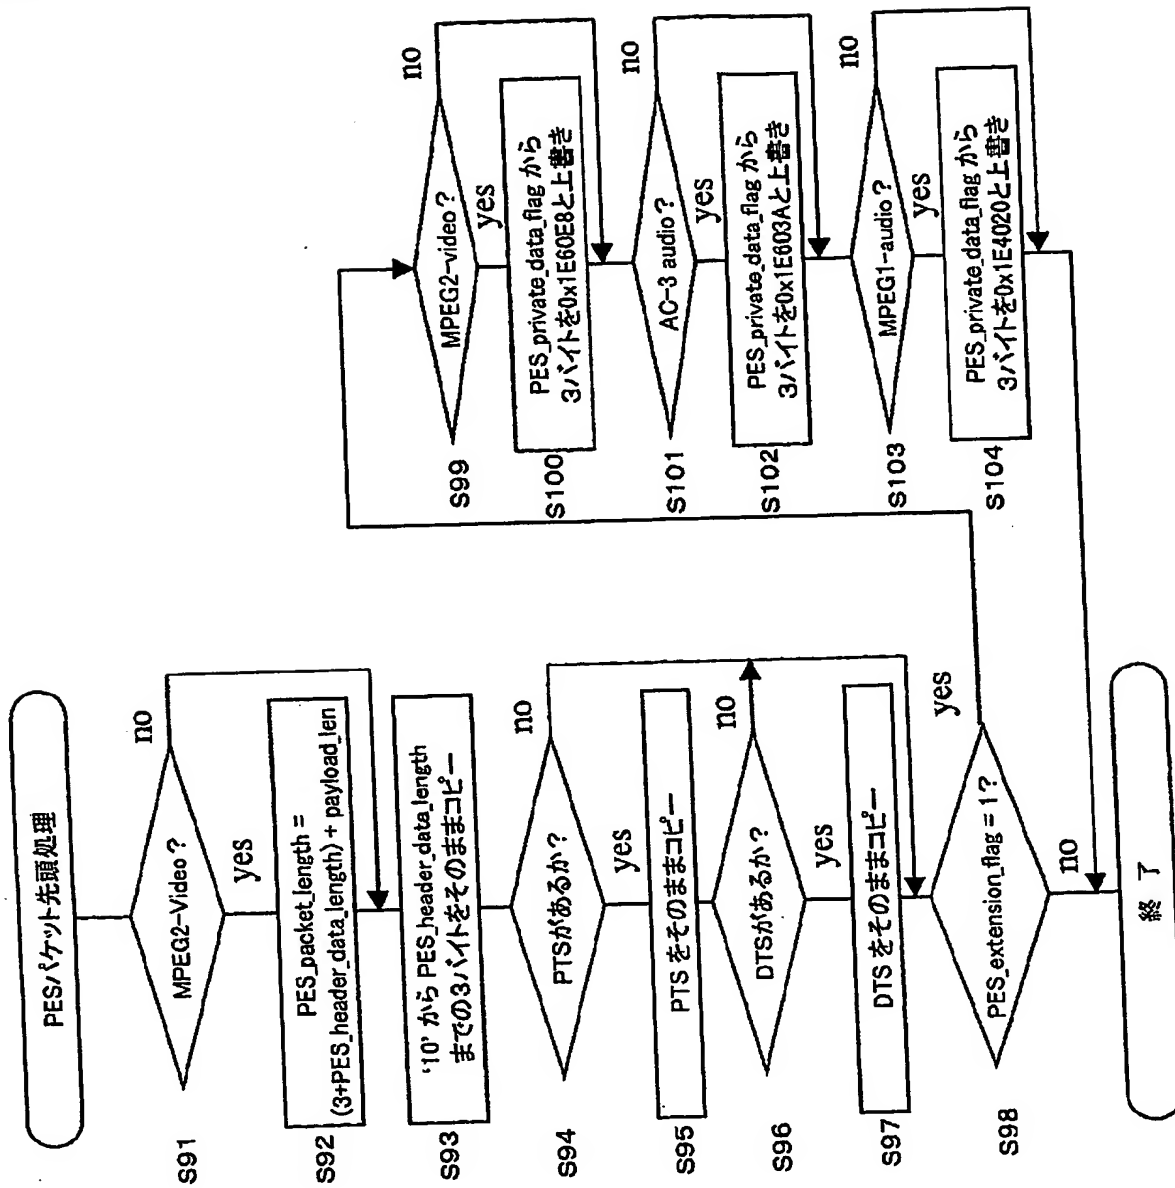 PESパケット先頭処理
S91
MPEG2-Video?
no
yes
S92
PES_packet_length =
(3+PES_header_data_length) + payload_len
S93
'10' から PES_header_data_length
までの3バイトをそのままコピー
S94
PTSがあるか?
no
yes
S95
PTS をそのままコピー
S96
DTSがあるか?
no
yes
S97
DTS をそのままコピー
S98
PES_extension_flag = 1?
yes
no
終 了
S99
MPEG2-video?
no
yes
S100
PES_private_data_flag から
3バイトを0x1E60E8と上書き
S101
AC-3 audio?
no
yes
S102
PES_private_data_flag から
3バイトを0x1E603Aと上書き
S103
MPEG1-audio?
no
yes
S104
PES_private_data_flag から
3バイトを0x1E4020と上書き